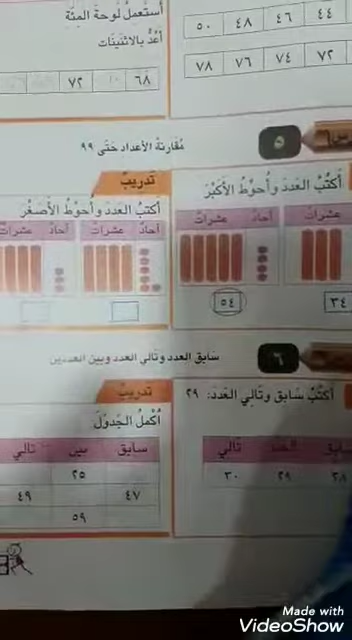 ٤٤ ٤٦ ٤٨ ٥٠
٧٢ ٧٤ ٧٦ ٧٨
أستعمل لوحة المئة
أعد بالاثنينات
٦٨ ٧٢
٥ مقارنة الأعداد حتى ٩٩
أكتب العدد وأحوط الأكبر
عشرات آحاد عشرات
٣٤ ٥٤
تدريب
أكتب العدد وأحوط الأصغر
آحاد عشرات آحاد عشرات
٦ سابق العدد وتالي العدد وبين العددين
أكتب سابق وتالي العدد: ٢٩
سابق العدد تالي
٢٨ ٢٩ ٣٠
تدريب
أكمل الجدول
سابق بين تالي
٢٥
٤٧ ٤٩
٥٩
Made with
VideoShow